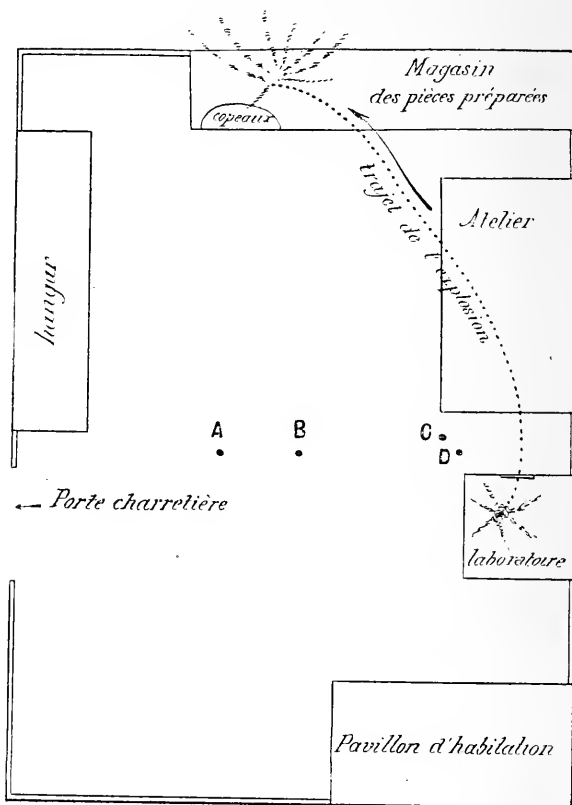 Magasin
des pièces préparées
copeaux
trajet de l'explosion
Atelier
hangar
A
B
C
D
Porte charretière
laboratoire
Pavillon d'habitation